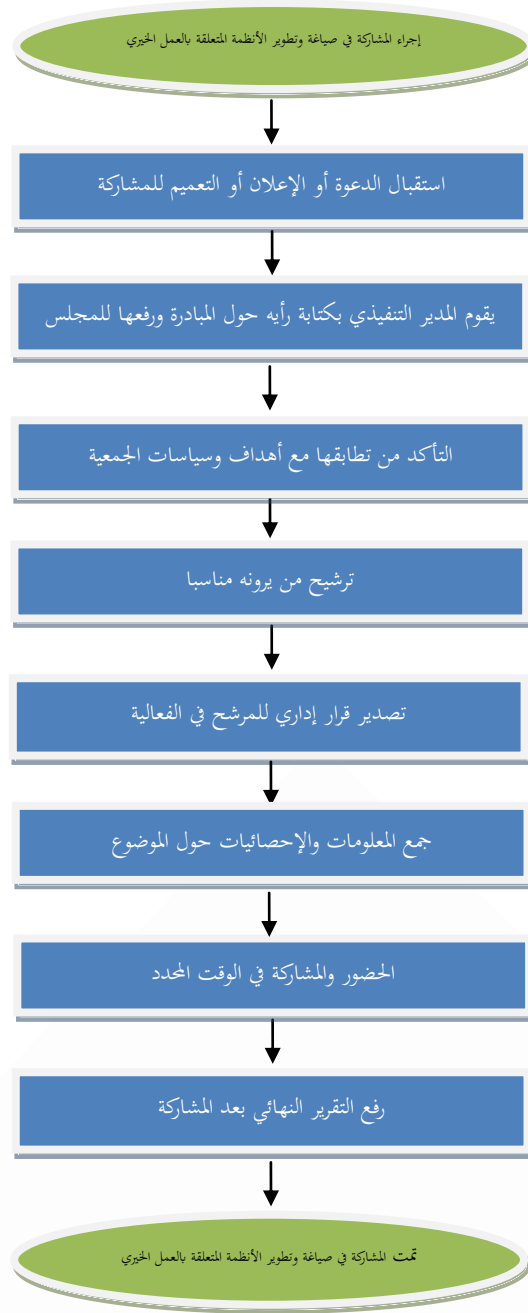 إجراء المشاركة في صياغة وتطوير الأنظمة المتعلقة بالعمل الخيري
استقبال الدعوة أو الإعلان أو التعميم للمشاركة
يقوم المدير التنفيذي بكتابة رأيه حول المبادرة ورفعها للمجلس
التأكد من تطابقها مع أهداف وسياسات الجمعية
ترشيح من يرونه مناسبا
تصدير قرار إداري للمرشح في الفعالية
جمع المعلومات والإحصائيات حول الموضوع
الحضور والمشاركة في الوقت المحدد
رفع التقرير النهائي بعد المشاركة
تمت المشاركة في صياغة وتطوير الأنظمة المتعلقة بالعمل الخيري